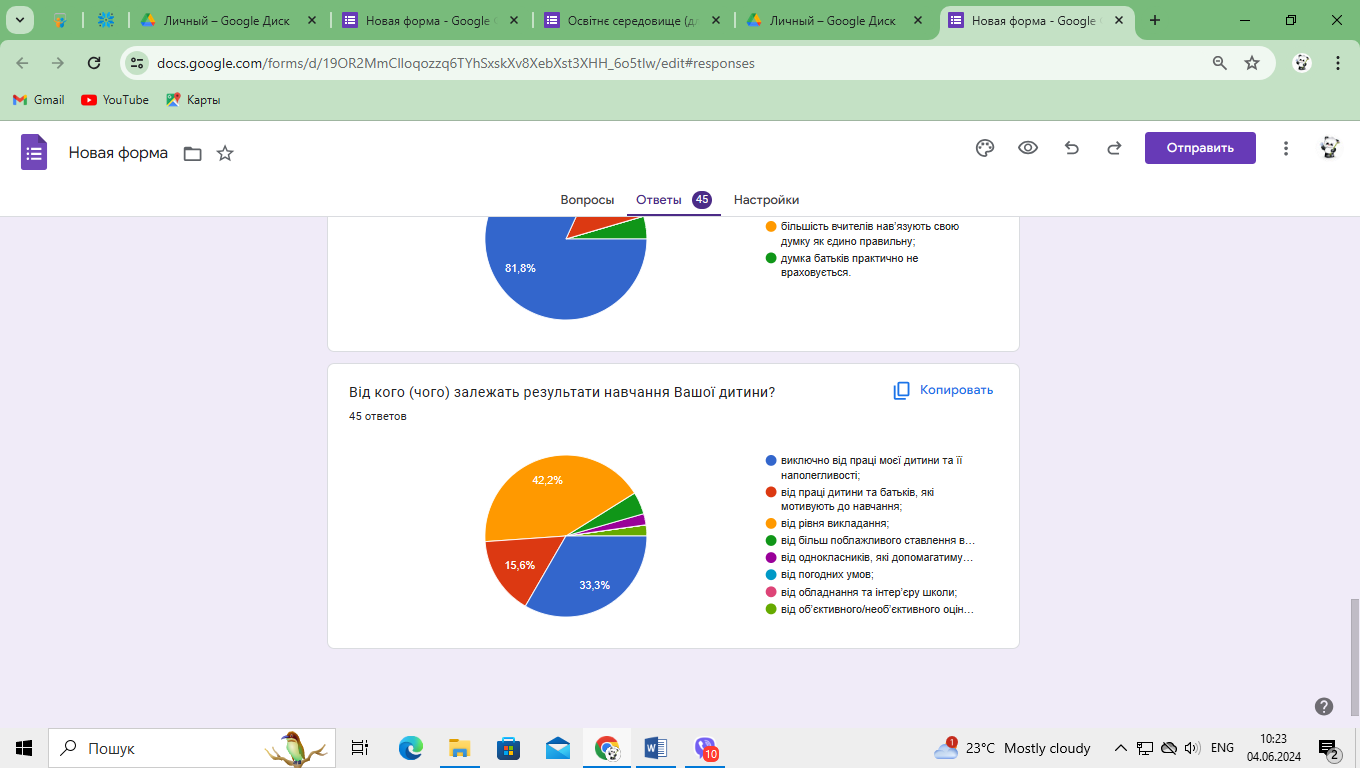 Личный – Google Диск
Новая форма - Google
Освітнє середовище (д
Личный – Google Диск
Новая форма - Google
docs.google.com/forms/d/19OR2MmClloqozzq6TYhSxskXv8XebXst3XHH_6o5tIw/edit#responses
Gmail
YouTube
Карты
Новая форма
Отправить
Вопросы
Ответы 45
Настройки
81,8%
більшість вчителів нав'язують свою
думку як єдино правильну;
думка батьків практично не
враховується.
Від кого (чого) залежать результати навчання Вашої дитини?
Копировать
45 ответов
42,2%
15,6%
33,3%
виключно від праці моєї дитини та її
наполегливості;
від праці дитини та батьків, які
мотивують до навчання;
від рівня викладання;
від більш поблажливого ставлення в…
від однокласників, які допомагатиму…
від погодних умов;
від обладнання та інтер'єру школи;
від об'єктивного/необ'єктивного оцін…
Пошук
10
1
23°C Mostly cloudy
ENG
10:23
04.06.2024
2